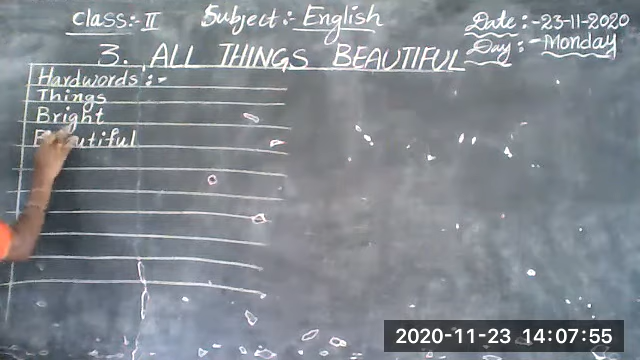 Class:- II Subject:- English
Date:-23-11-2020
Day:-Monday
3. ALL THINGS BEAUTIFUL
Hardwords:-
Things
Bright
Beautiful
2020-11-23 14:07:55